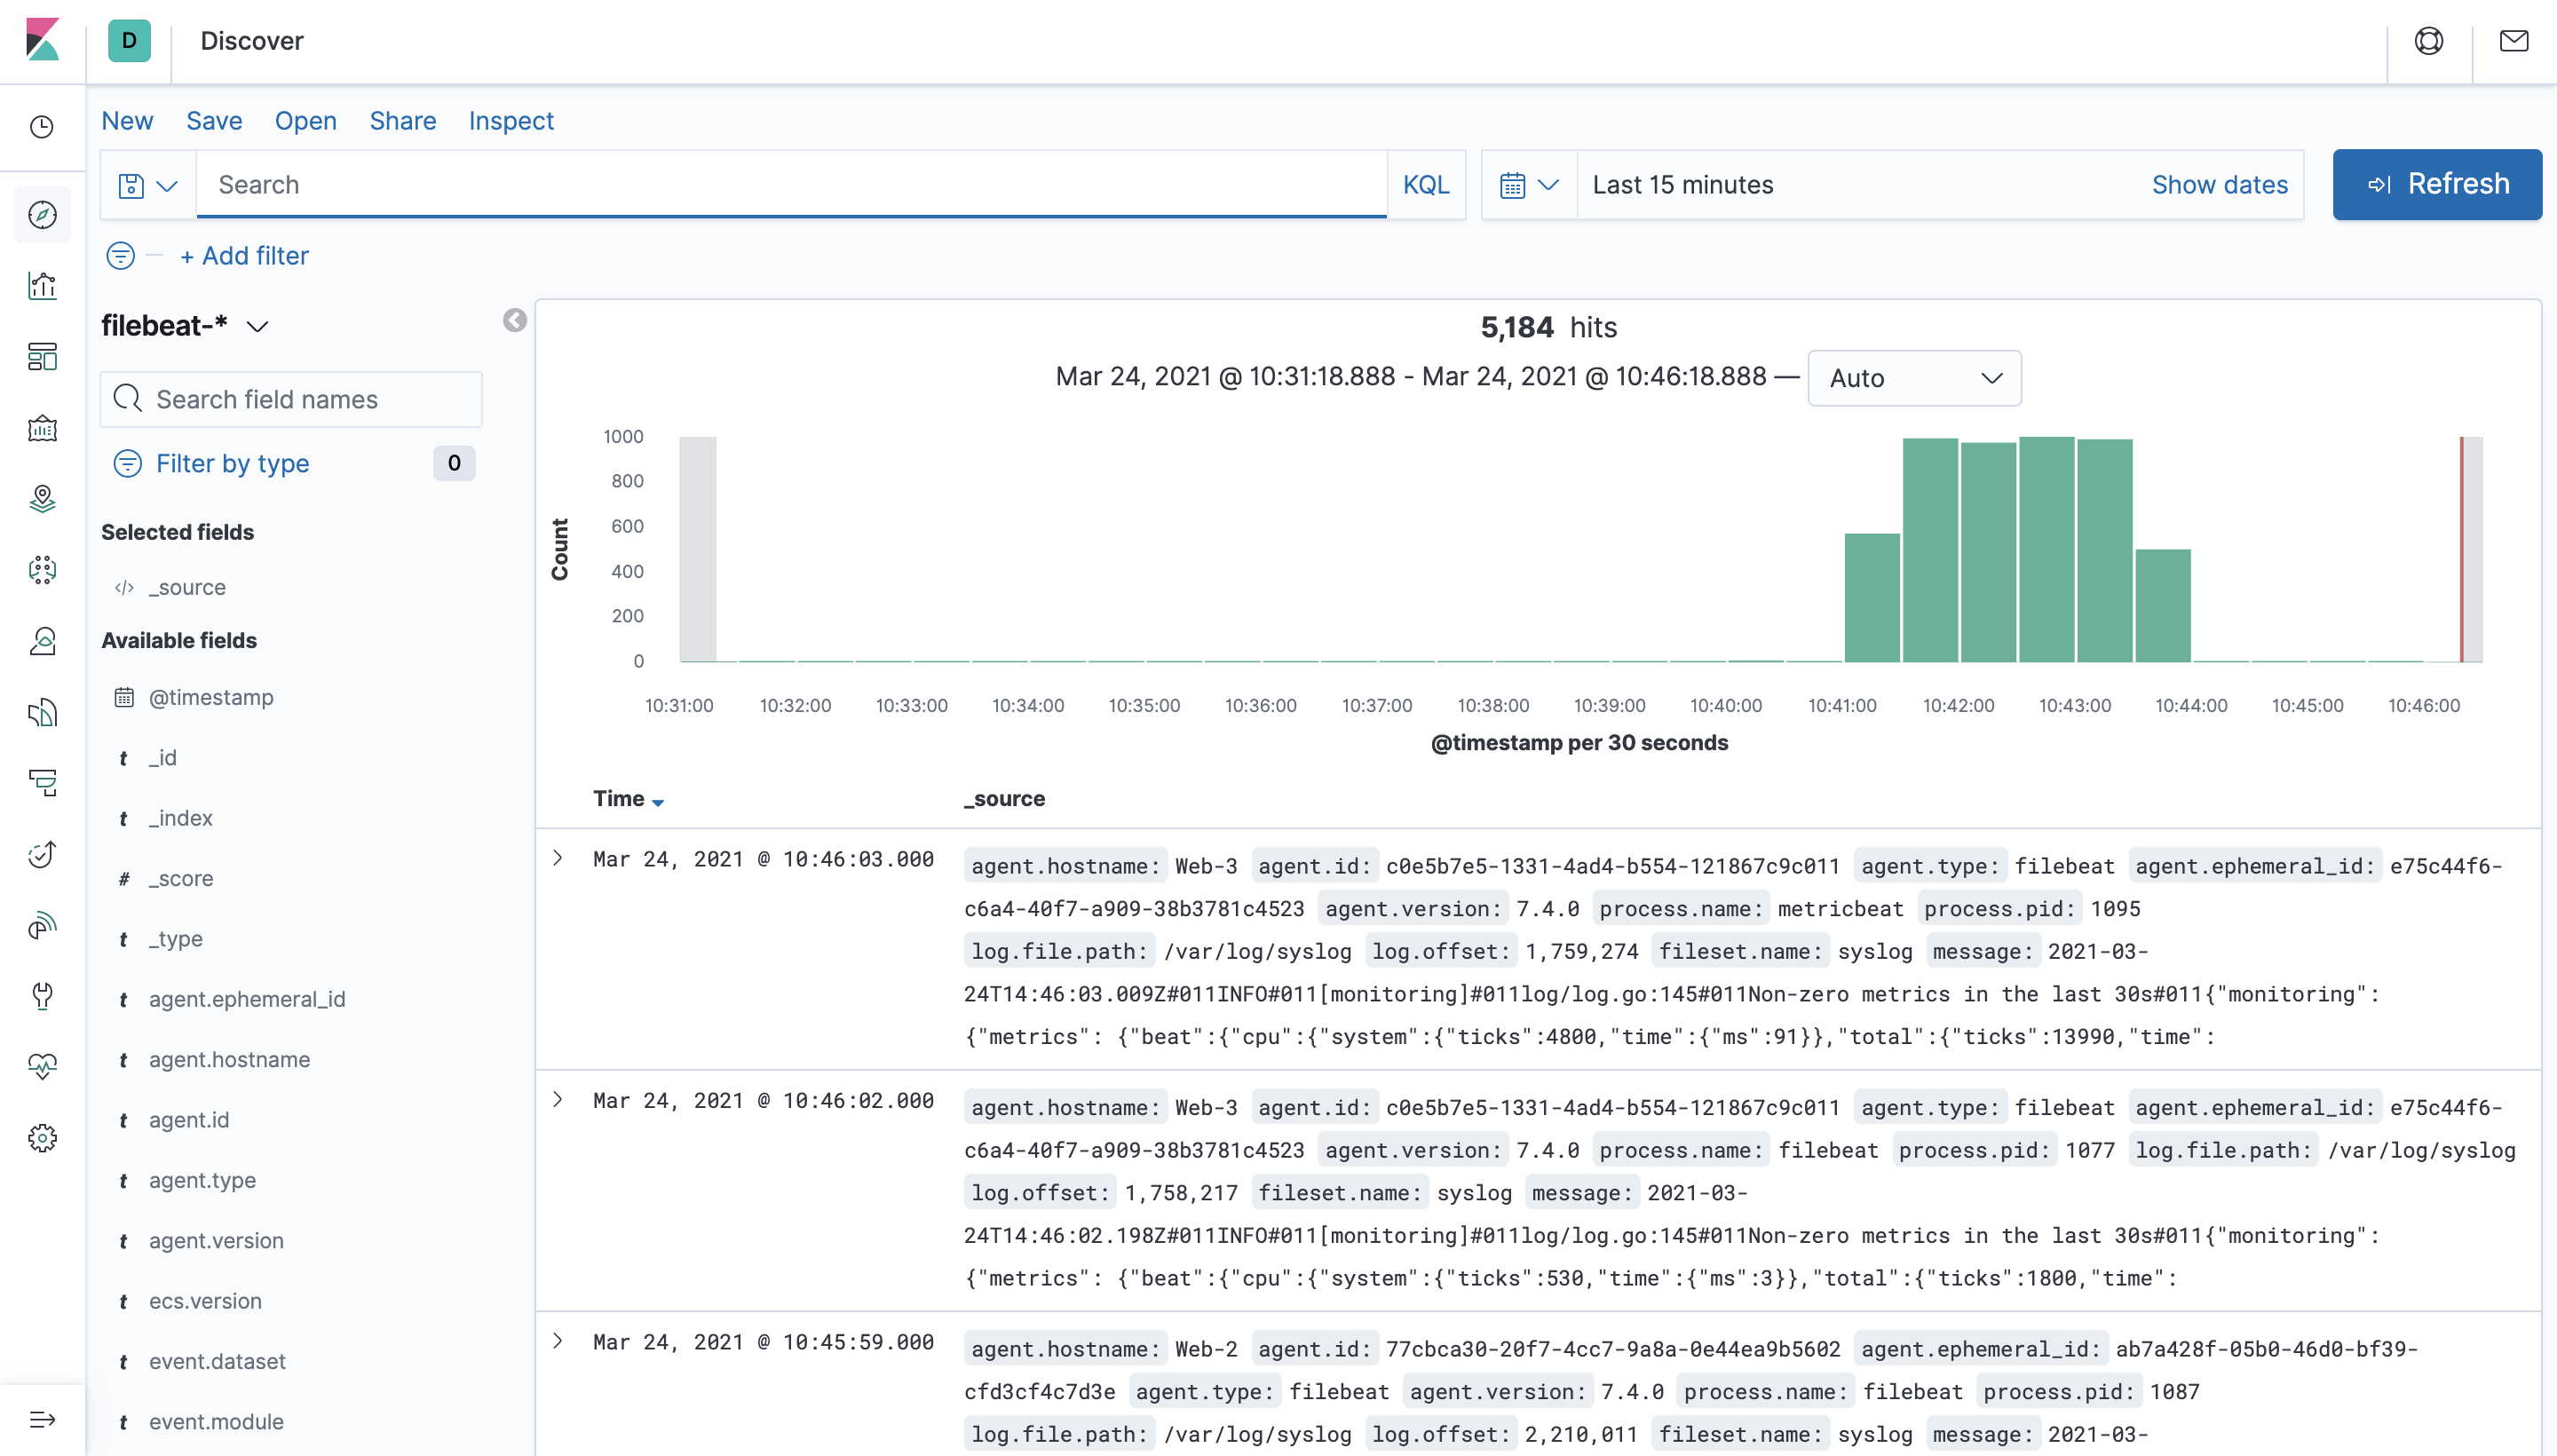 D
Discover
New Save Open Share Inspect
Search
KQL
Last 15 minutes
Show dates
Refresh
+ Add filter
filebeat-*
Search field names
Filter by type 0
Selected fields
_source
Available fields
@timestamp
t _id
t _index
# _score
t _type
t agent.ephemeral_id
t agent.hostname
t agent.id
t agent.type
t agent.version
t ecs.version
t event.dataset
t event.module
5,184 hits
Mar 24, 2021 @ 10:31:18.888 - Mar 24, 2021 @ 10:46:18.888 — Auto
Count
1000
800
600
400
200
0
10:31:00 10:32:00 10:33:00 10:34:00 10:35:00 10:36:00 10:37:00 10:38:00 10:39:00 10:40:00 10:41:00 10:42:00 10:43:00 10:44:00 10:45:00 10:46:00
@timestamp per 30 seconds
Time _source
Mar 24, 2021 @ 10:46:03.000 agent.hostname: Web-3 agent.id: c0e5b7e5-1331-4ad4-b554-121867c9c011 agent.type: filebeat agent.ephemeral_id: e75c44f6-
c6a4-40f7-a909-38b3781c4523 agent.version: 7.4.0 process.name: metricbeat process.pid: 1095
log.file.path: /var/log/syslog log.offset: 1,759,274 fileset.name: syslog message: 2021-03-
24T14:46:03.009Z#011INFO#011[monitoring]#011log/log.go:145#011Non-zero metrics in the last 30s#011{"monitoring":
{"metrics": {"beat":{"cpu":{"system":{"ticks":4800,"time":{"ms":91}},"total":{"ticks":13990,"time":
Mar 24, 2021 @ 10:46:02.000 agent.hostname: Web-3 agent.id: c0e5b7e5-1331-4ad4-b554-121867c9c011 agent.type: filebeat agent.ephemeral_id: e75c44f6-
c6a4-40f7-a909-38b3781c4523 agent.version: 7.4.0 process.name: filebeat process.pid: 1077 log.file.path: /var/log/syslog
log.offset: 1,758,217 fileset.name: syslog message: 2021-03-
24T14:46:02.198Z#011INFO#011[monitoring]#011log/log.go:145#011Non-zero metrics in the last 30s#011{"monitoring":
{"metrics": {"beat":{"cpu":{"system":{"ticks":530,"time":{"ms":3}},"total":{"ticks":1800,"time":
Mar 24, 2021 @ 10:45:59.000 agent.hostname: Web-2 agent.id: 77cbca30-20f7-4cc7-9a8a-0e44ea9b5602 agent.ephemeral_id: ab7a428f-05b0-46d0-bf39-
cfd3cf4c7d3e agent.type: filebeat agent.version: 7.4.0 process.name: filebeat process.pid: 1087
log.file.path: /var/log/syslog log.offset: 2,210,011 fileset.name: syslog message: 2021-03-